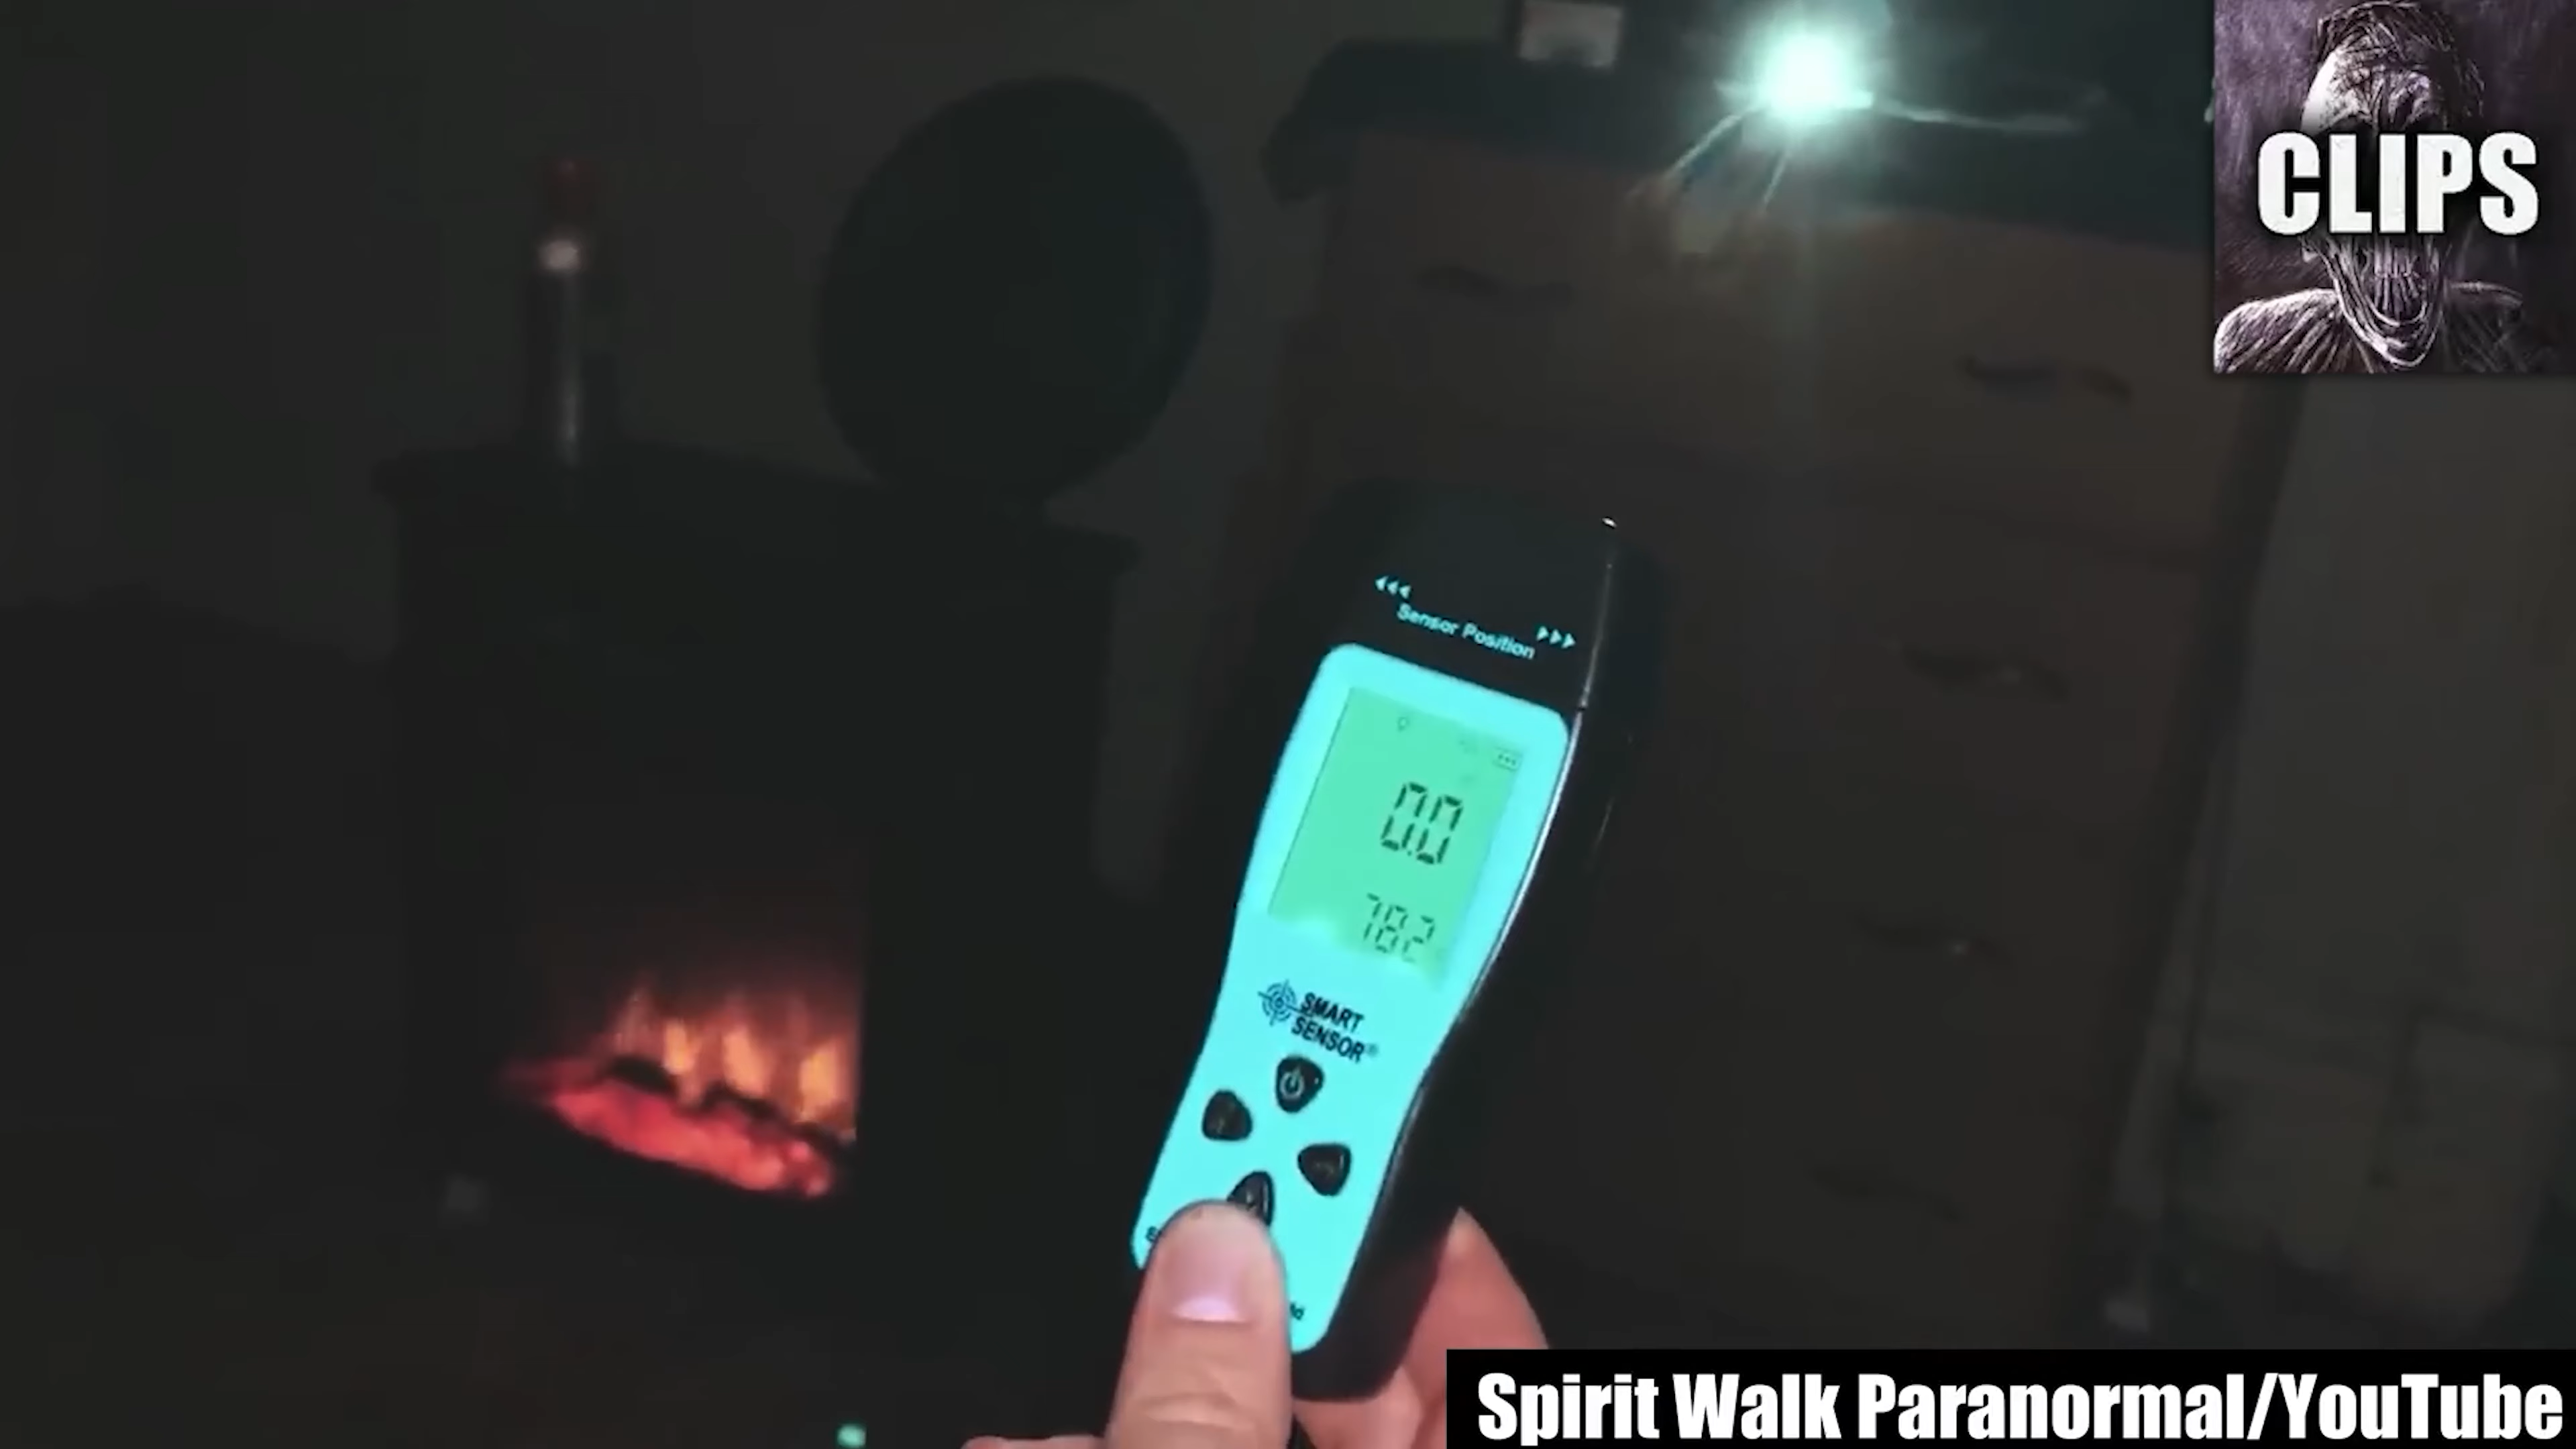 CLIPS
◀◀◀ Sensor Position ▶▶▶
0.0
78.2
SMART
SENSOR®
Spirit Walk Paranormal/YouTube